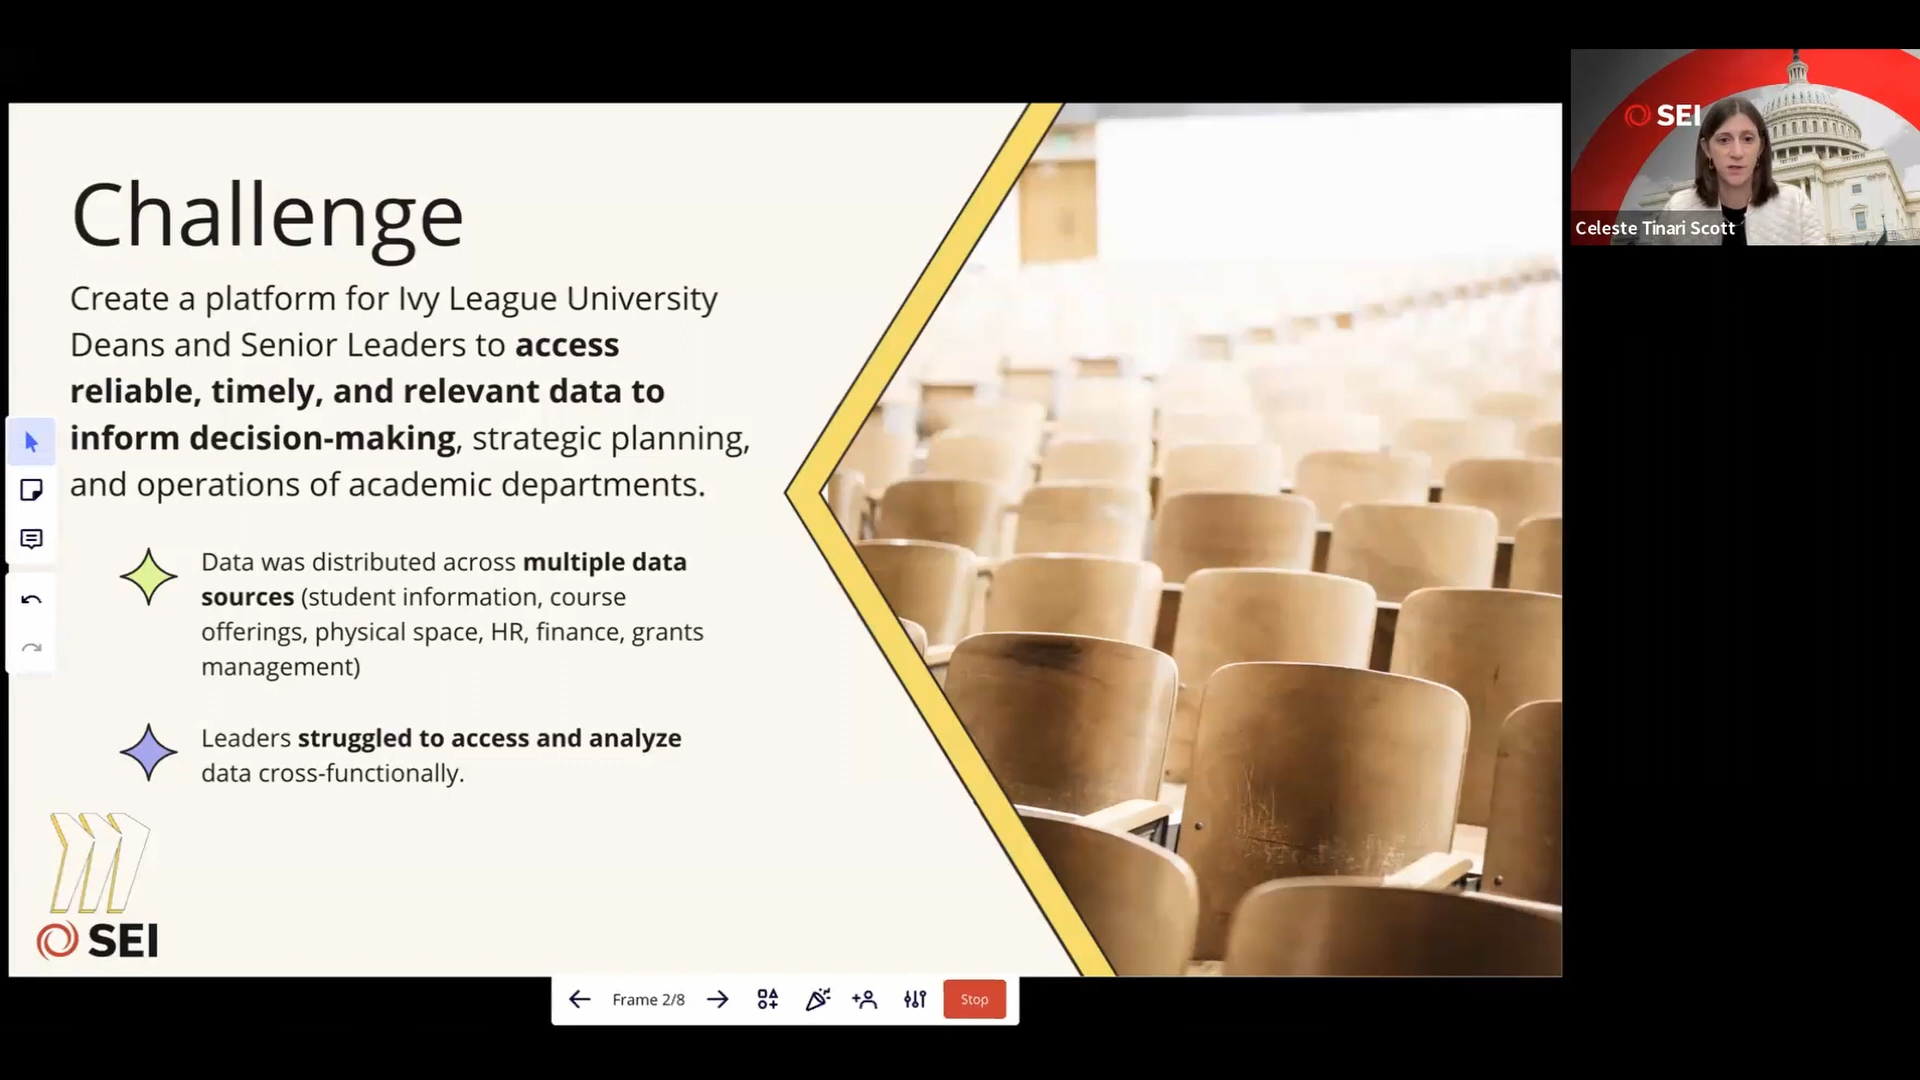 SEI
Celeste Tinari Scott
Challenge
Create a platform for Ivy League University
Deans and Senior Leaders to access
reliable, timely, and relevant data to
inform decision-making, strategic planning,
and operations of academic departments.
Data was distributed across multiple data
sources (student information, course
offerings, physical space, HR, finance, grants
management)
Leaders struggled to access and analyze
data cross-functionally.
SEI
Frame 2/8
Stop